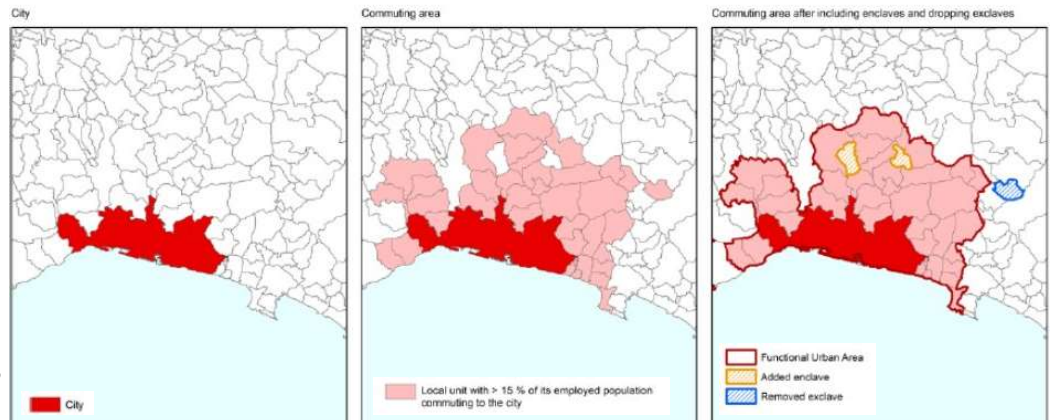 City
Commuting area
Commuting area after including enclaves and dropping exclaves
City
Local unit with > 15 % of its employed population
commuting to the city
Functional Urban Area
Added enclave
Removed exclave